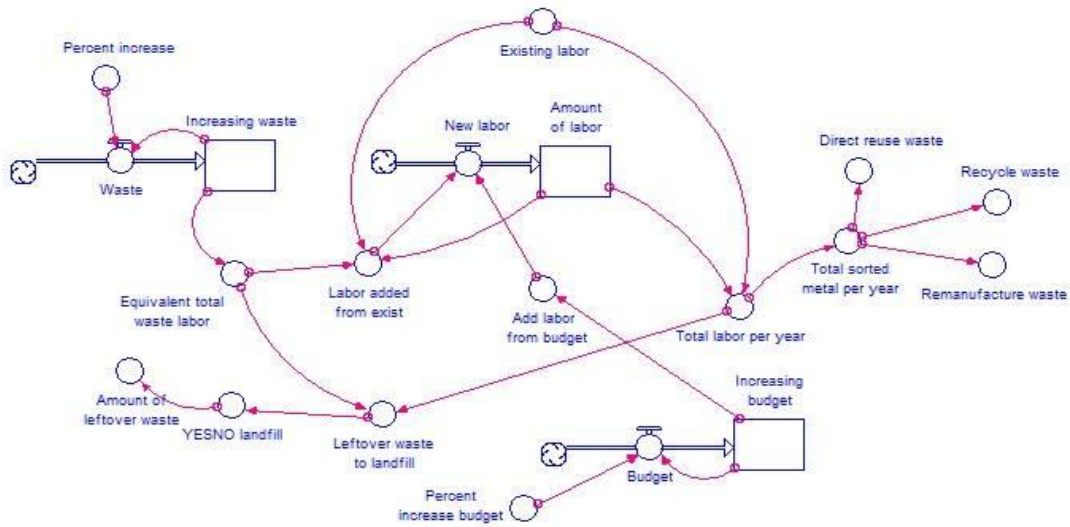 Existing labor
Percent increase
Increasing waste
Waste
New labor
Amount
of labor
Direct reuse waste
Recycle waste
Total sorted
metal per year
Remanufacture waste
Equivalent total
waste labor
Labor added
from exist
Add labor
from budget
Total labor per year
Amount of
leftover waste
YESNO landfill
Leftover waste
to landfill
Increasing
budget
Budget
Percent
increase budget